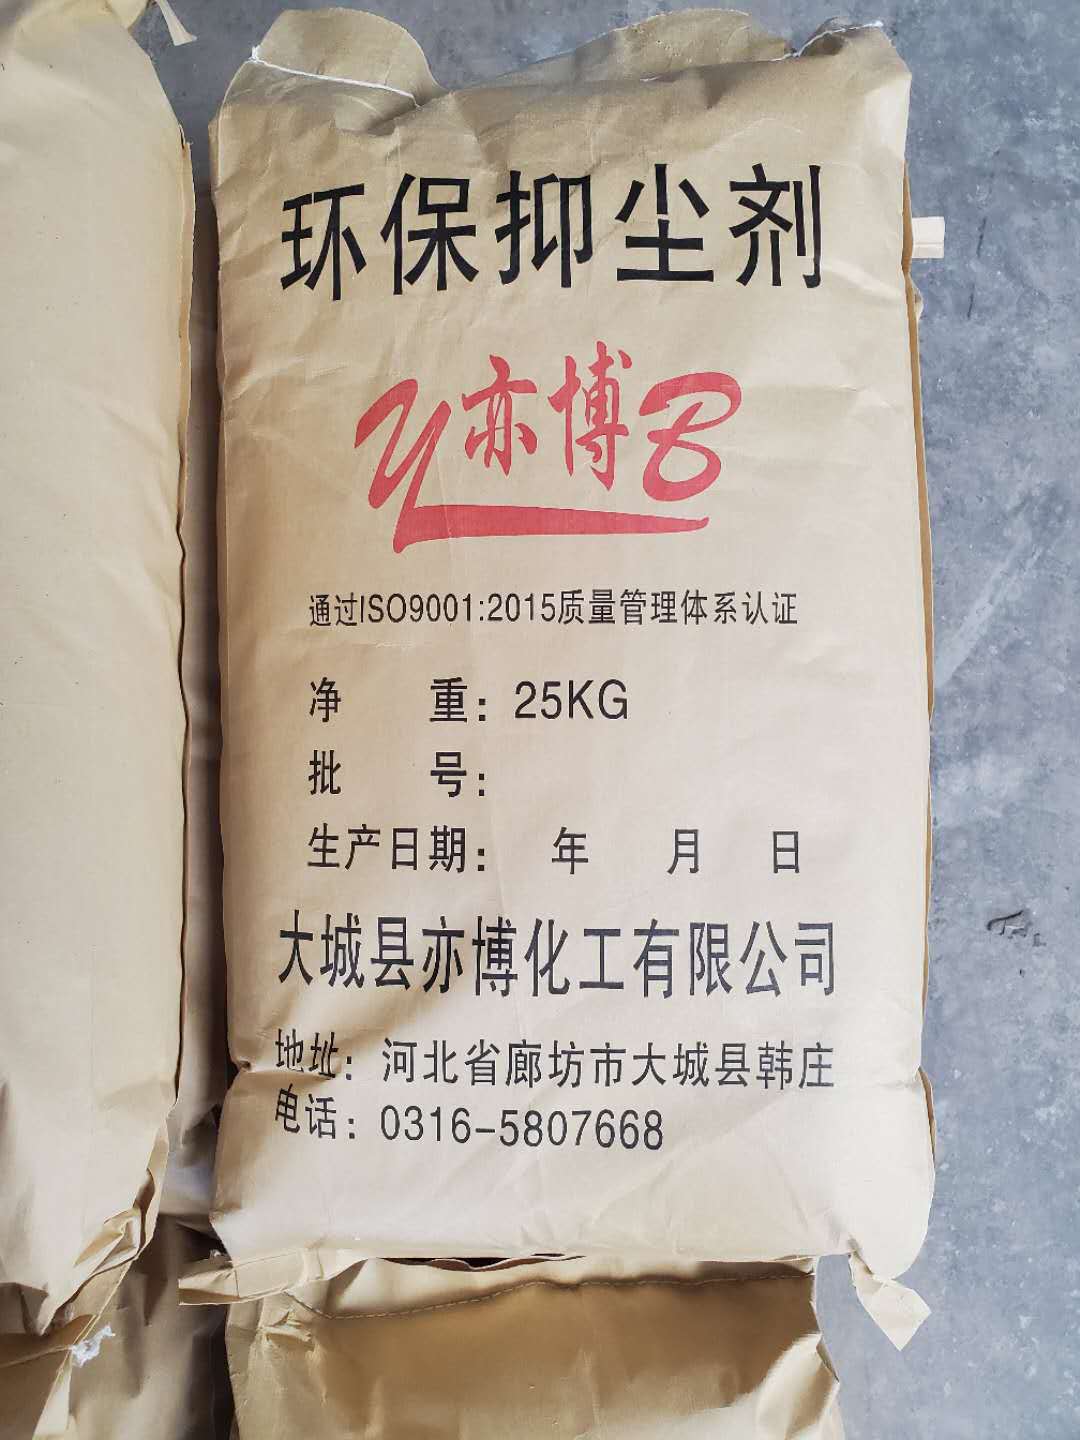 环保抑尘剂
Y亦博B
通过ISO9001:2015质量管理体系认证
净 重: 25KG
批 号:
生产日期: 年 月 日
大城县亦博化工有限公司
地址: 河北省廊坊市大城县韩庄
电话: 0316-5807668